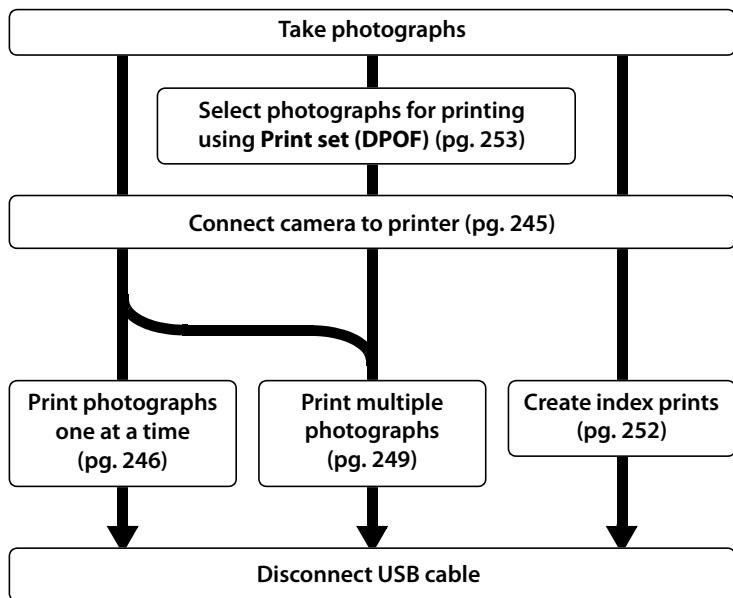 Take photographs
Select photographs for printing
using Print set (DPOF) (pg. 253)
Connect camera to printer (pg. 245)
Print photographs
one at a time
(pg. 246)
Print multiple
photographs
(pg. 249)
Create index prints
(pg. 252)
Disconnect USB cable